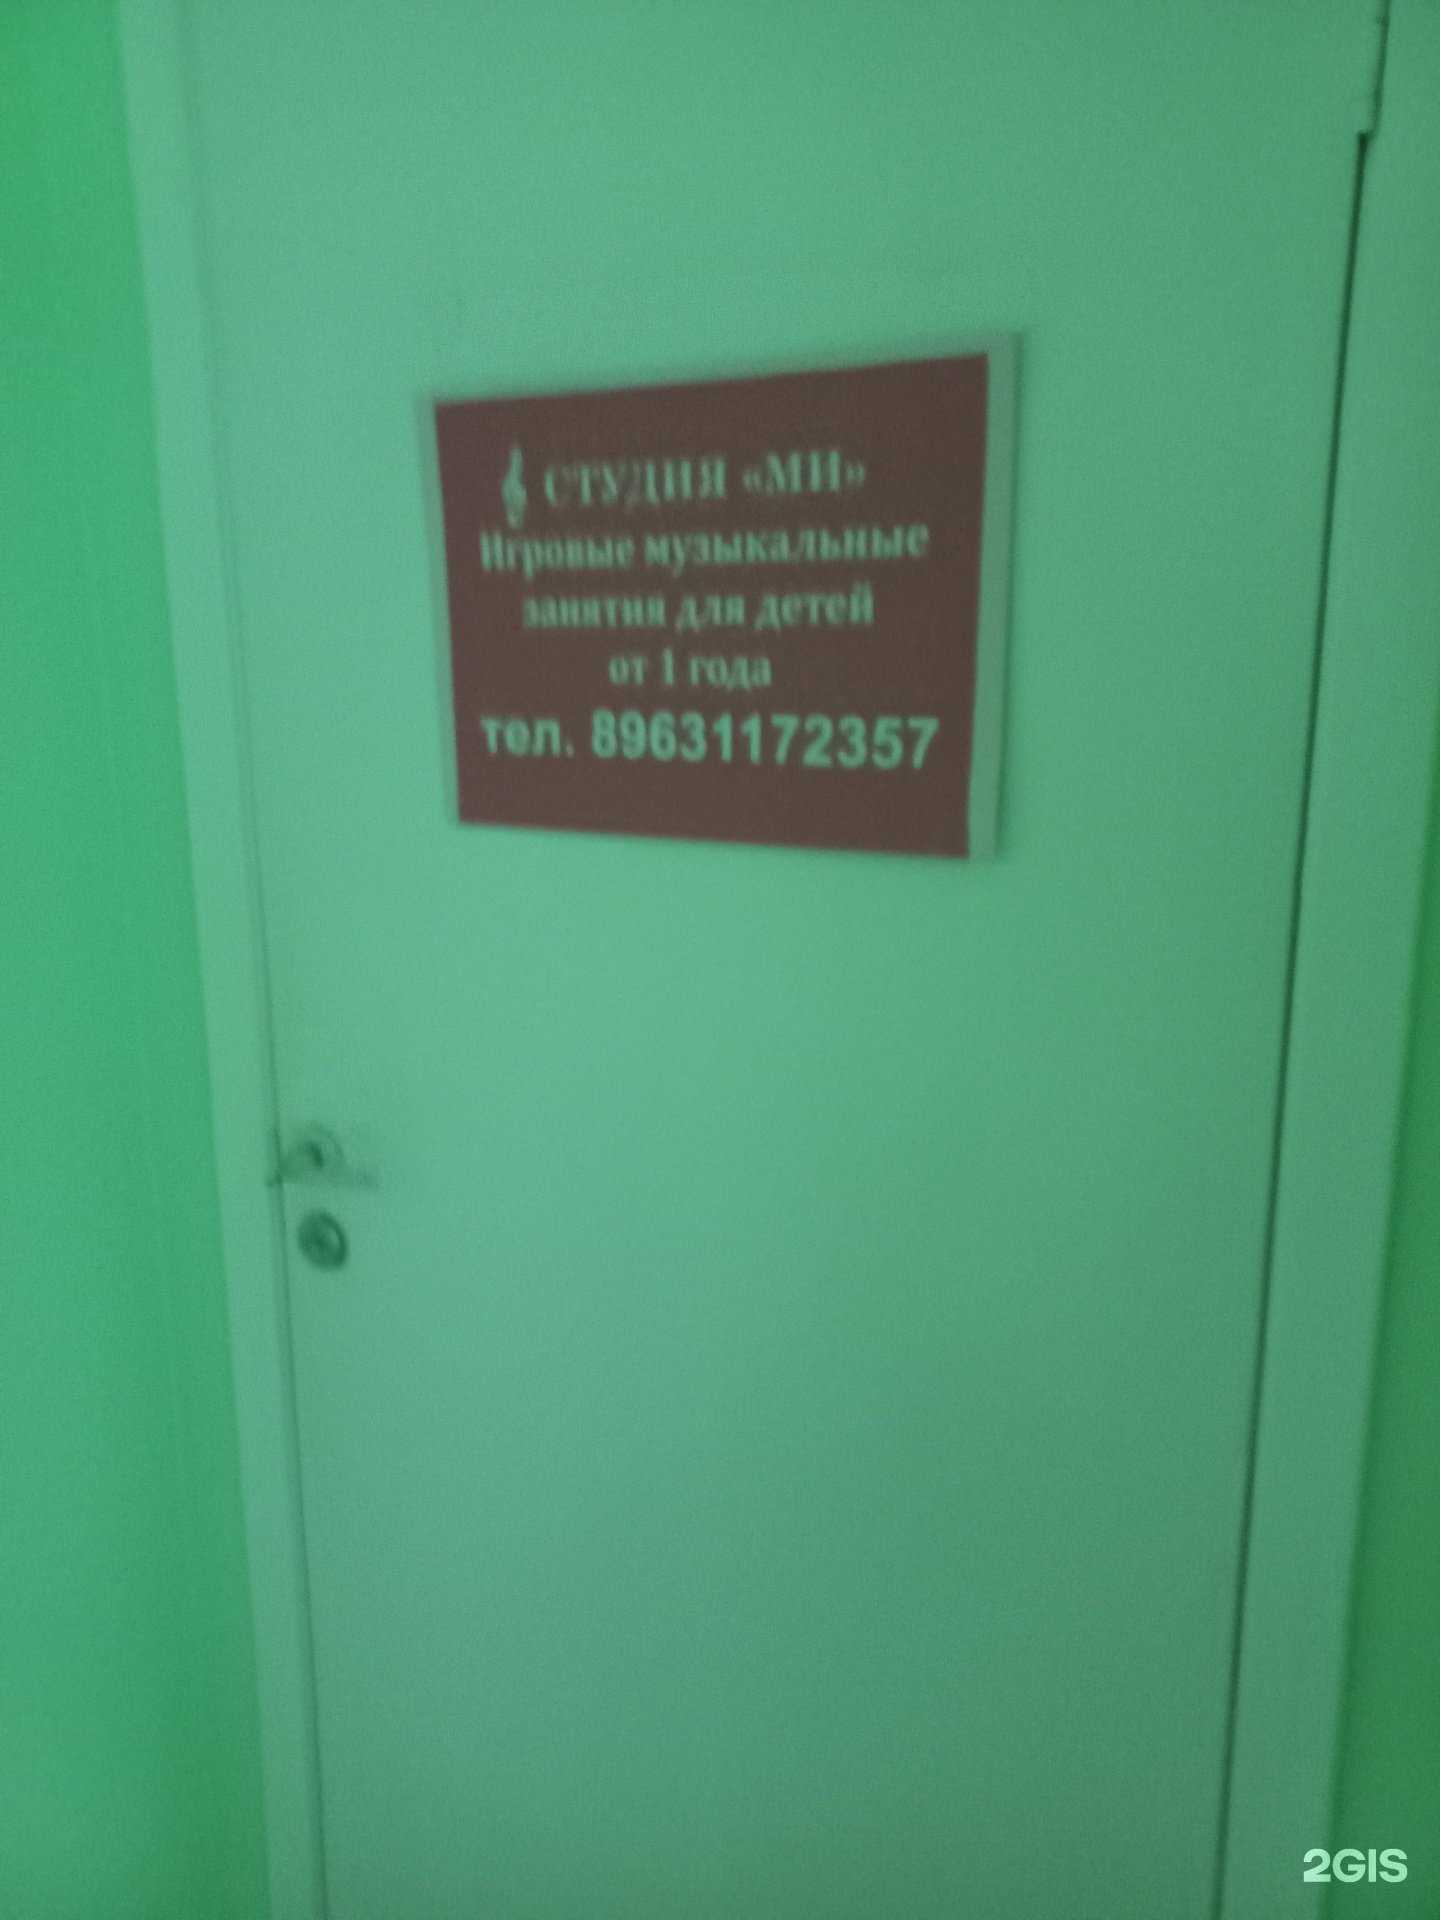 СТУДИЯ «МИ»
Игровые музыкальные
занятия для детей
от 1 года
тел. 89631172357
2GIS